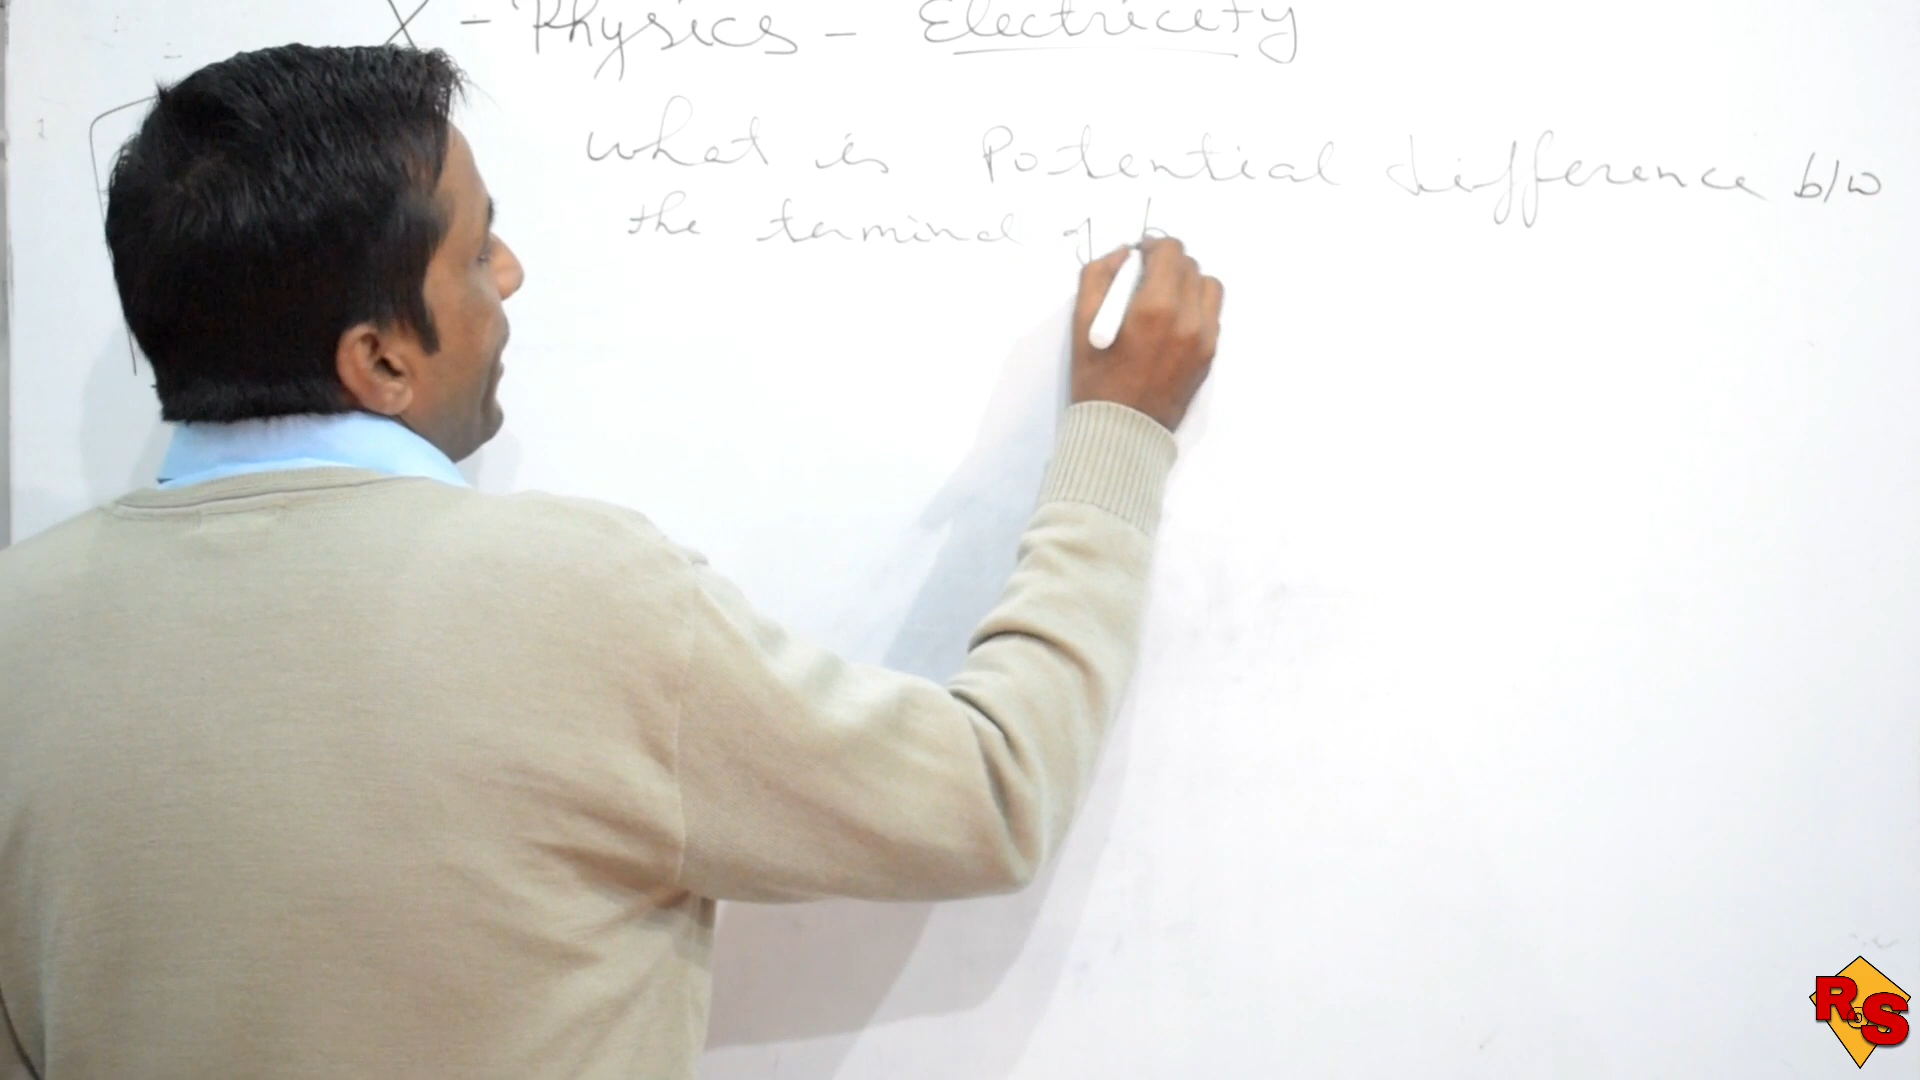 X - Physics - Electricity
What is Potential difference b/w
the terminal of b
R S